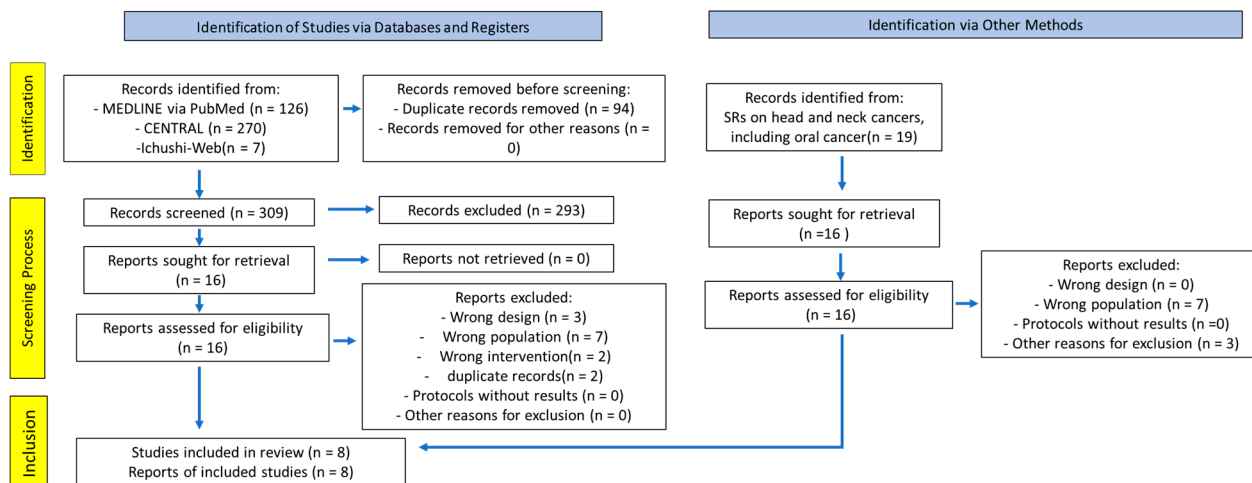 Identification of Studies via Databases and Registers
Identification via Other Methods
Identification
Records identified from:
- MEDLINE via PubMed (n = 126)
- CENTRAL (n = 270)
-Ichushi-Web(n = 7)
Records removed before screening:
- Duplicate records removed (n = 94)
- Records removed for other reasons (n =
0)
Records identified from:
SRs on head and neck cancers,
including oral cancer(n = 19)
Screening Process
Records screened (n = 309)
Records excluded (n = 293)
Reports sought for retrieval
(n = 16)
Reports not retrieved (n = 0)
Reports sought for retrieval
(n =16 )
Reports assessed for eligibility
(n = 16)
Reports excluded:
- Wrong design (n = 3)
- Wrong population (n = 7)
- Wrong intervention(n = 2)
- duplicate records(n = 2)
- Protocols without results (n = 0)
- Other reasons for exclusion (n = 0)
Reports assessed for eligibility
(n = 16)
Reports excluded:
- Wrong design (n = 0)
- Wrong population (n = 7)
- Protocols without results (n =0)
- Other reasons for exclusion (n = 3)
Inclusion
Studies included in review (n = 8)
Reports of included studies (n = 8)